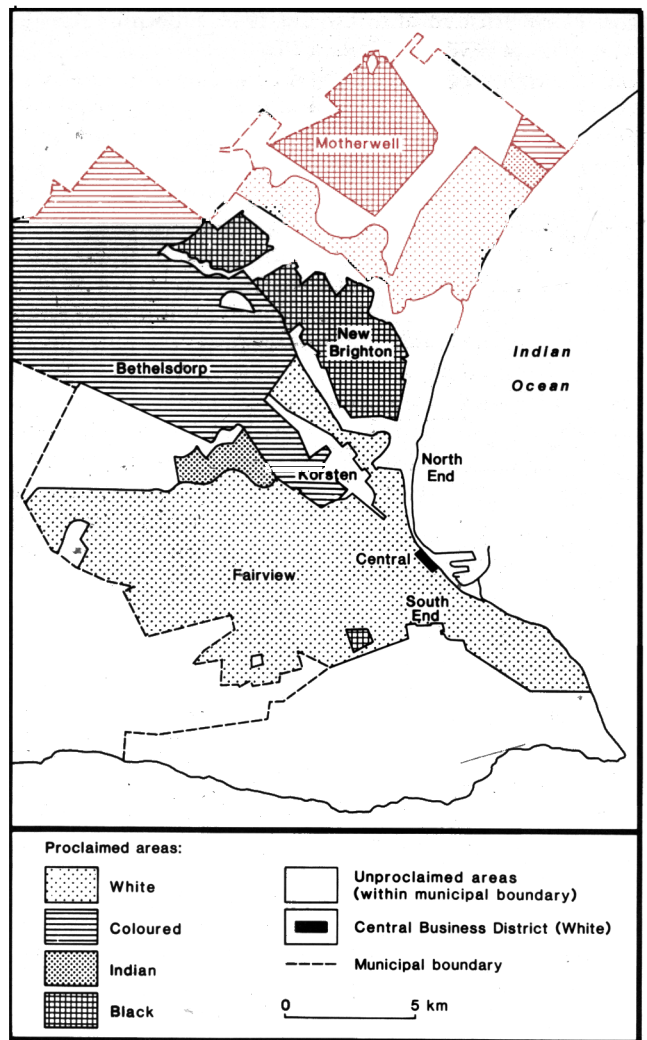 Motherwell
New
Brighton
Indian
Ocean
Bethelsdorp
North
End
Korsten
Central
Fairview
South
End
Proclaimed areas:
White
Coloured
Indian
Black
Unproclaimed areas
(within municipal boundary)
Central Business District (White)
Municipal boundary
0 5 km